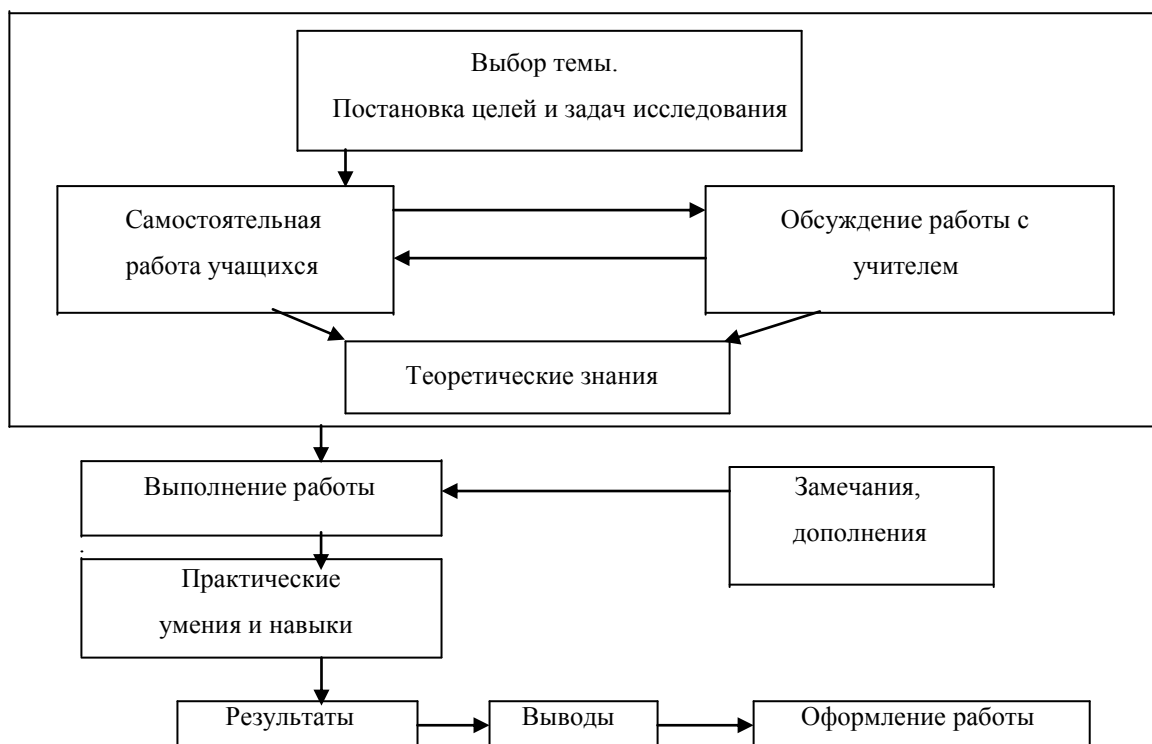 Выбор темы.
Постановка целей и задач исследования
Самостоятельная
работа учащихся
Обсуждение работы с
учителем
Теоретические знания
Выполнение работы
Замечания,
дополнения
Практические
умения и навыки
Результаты
Выводы
Оформление работы